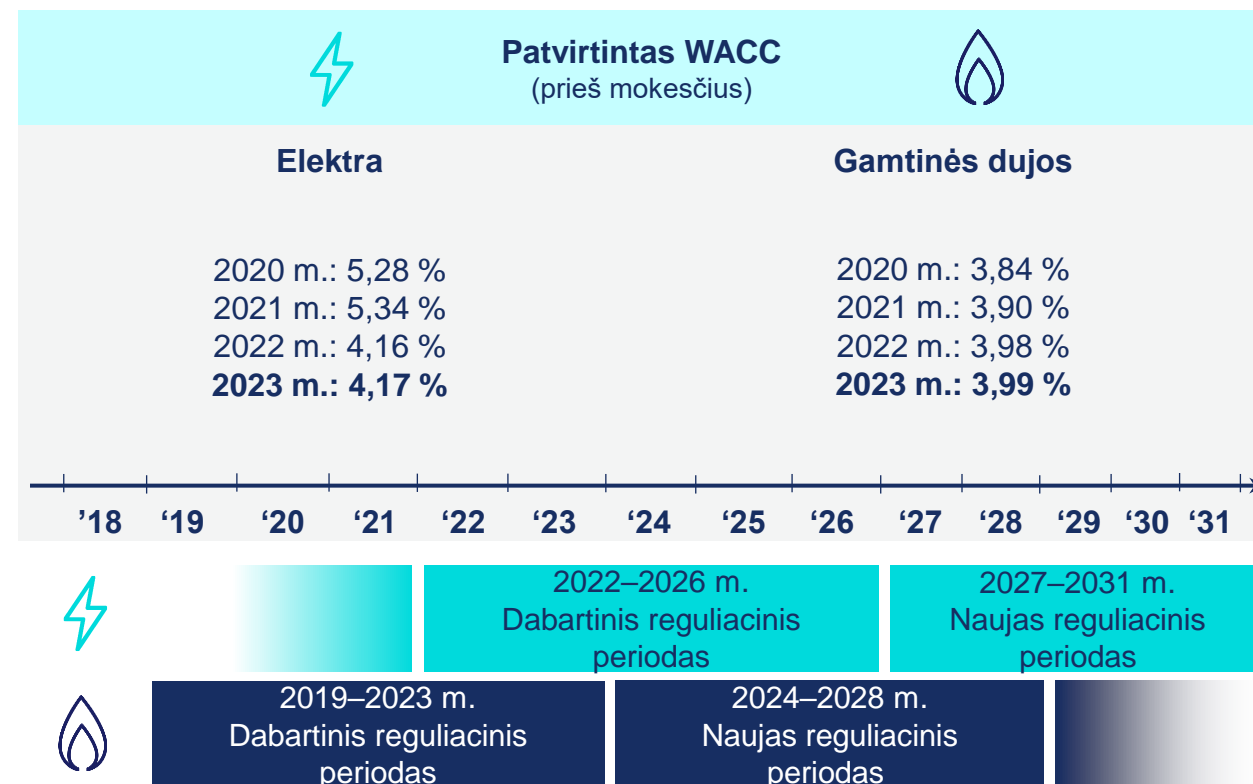 Patvirtintas WACC
(prieš mokesčius)
Elektra
2020 m.: 5,28 %
2021 m.: 5,34 %
2022 m.: 4,16 %
2023 m.: 4,17 %
Gamtinės dujos
2020 m.: 3,84 %
2021 m.: 3,90 %
2022 m.: 3,98 %
2023 m.: 3,99 %
’18 ‘19 ‘20 ‘21 ‘22 ‘23 ‘24 ‘25 ‘26 ‘27 ‘28 ‘29 ‘30 ‘31
2022–2026 m.
Dabartinis reguliacinis
periodas
2027–2031 m.
Naujas reguliacinis
periodas
2019–2023 m.
Dabartinis reguliacinis
periodas
2024–2028 m.
Naujas reguliacinis
periodas